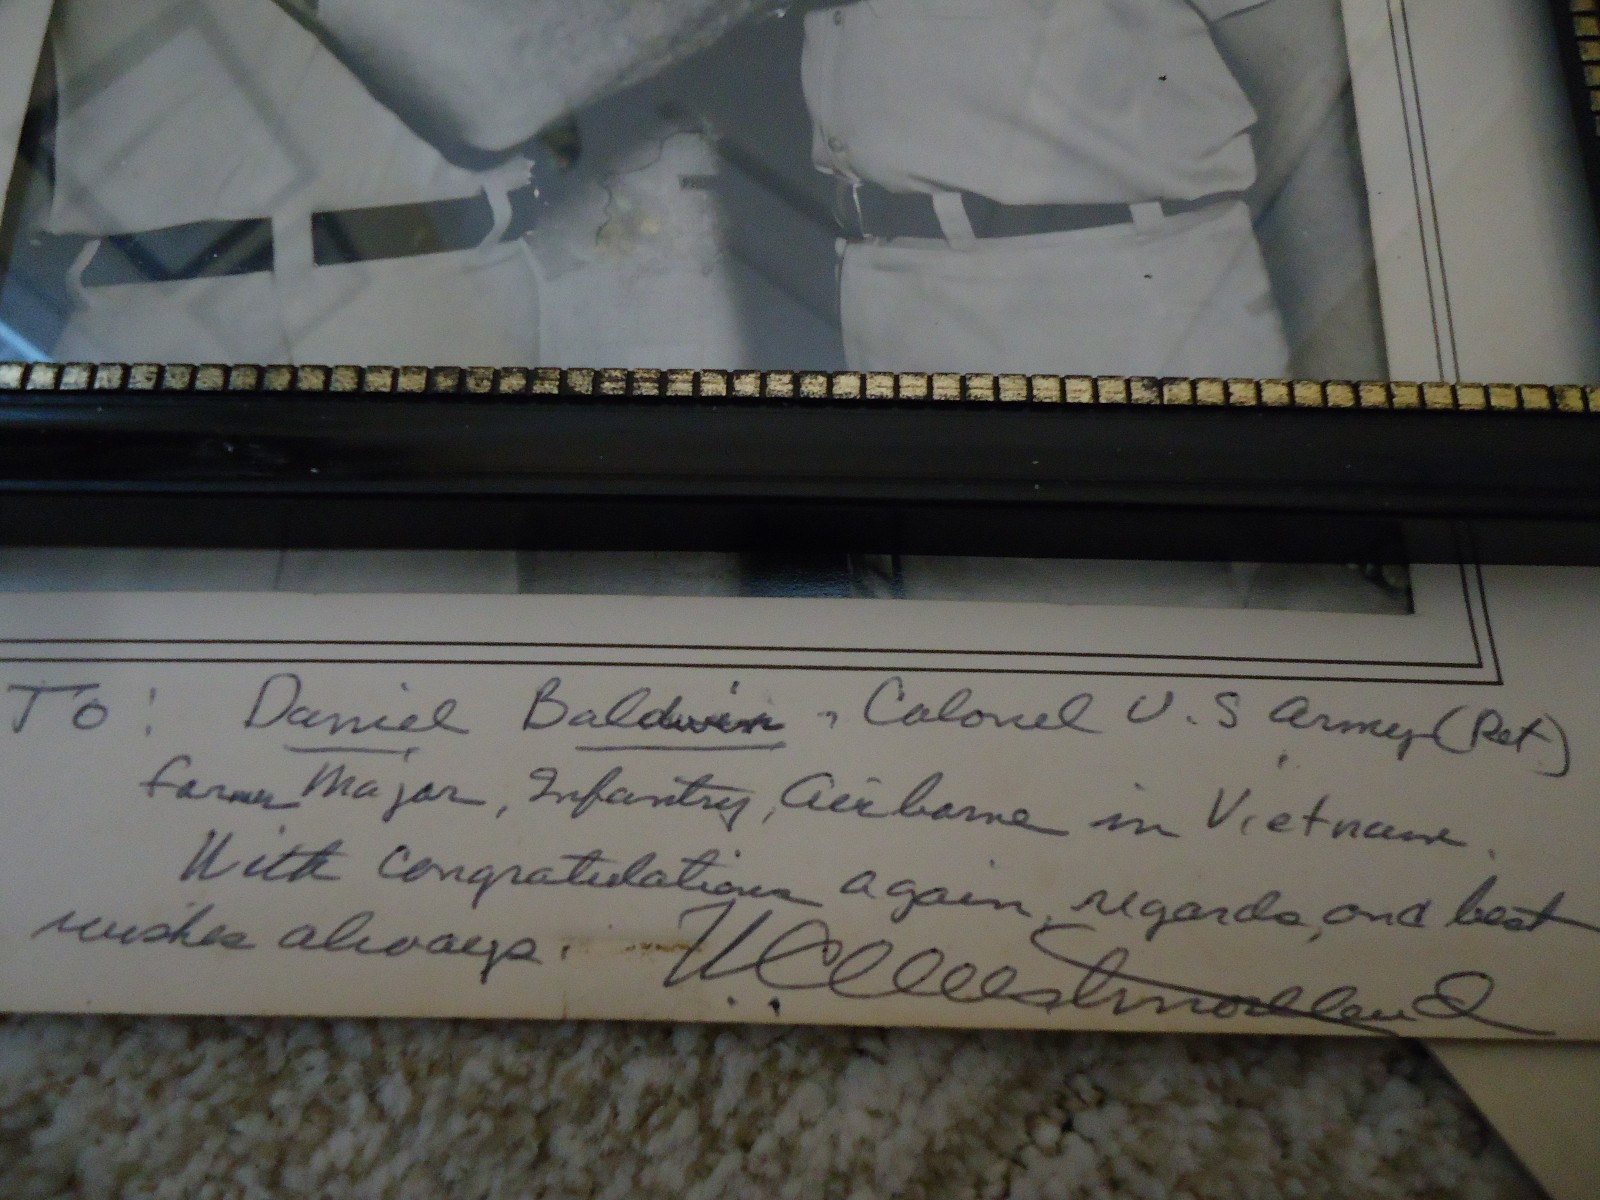 To: Daniel Baldwin, Colonel U.S Army (Ret)
former Major, Infantry, Airborne in Vietnam.
With congratulations again, regards, and best
wishes always. W C Westmoreland